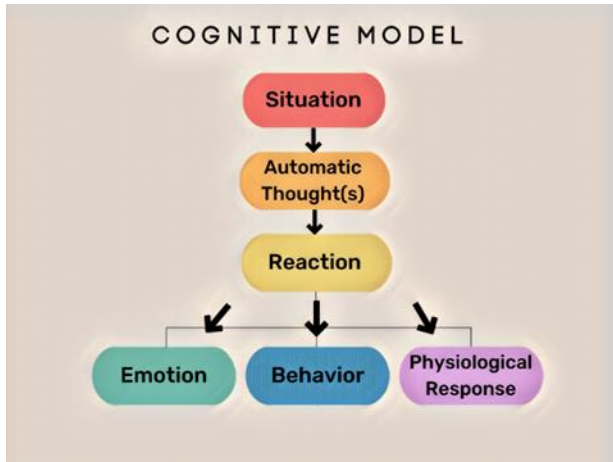 COGNITIVE MODEL
Situation
Automatic
Thought(s)
Reaction
Emotion
Behavior
Physiological
Response